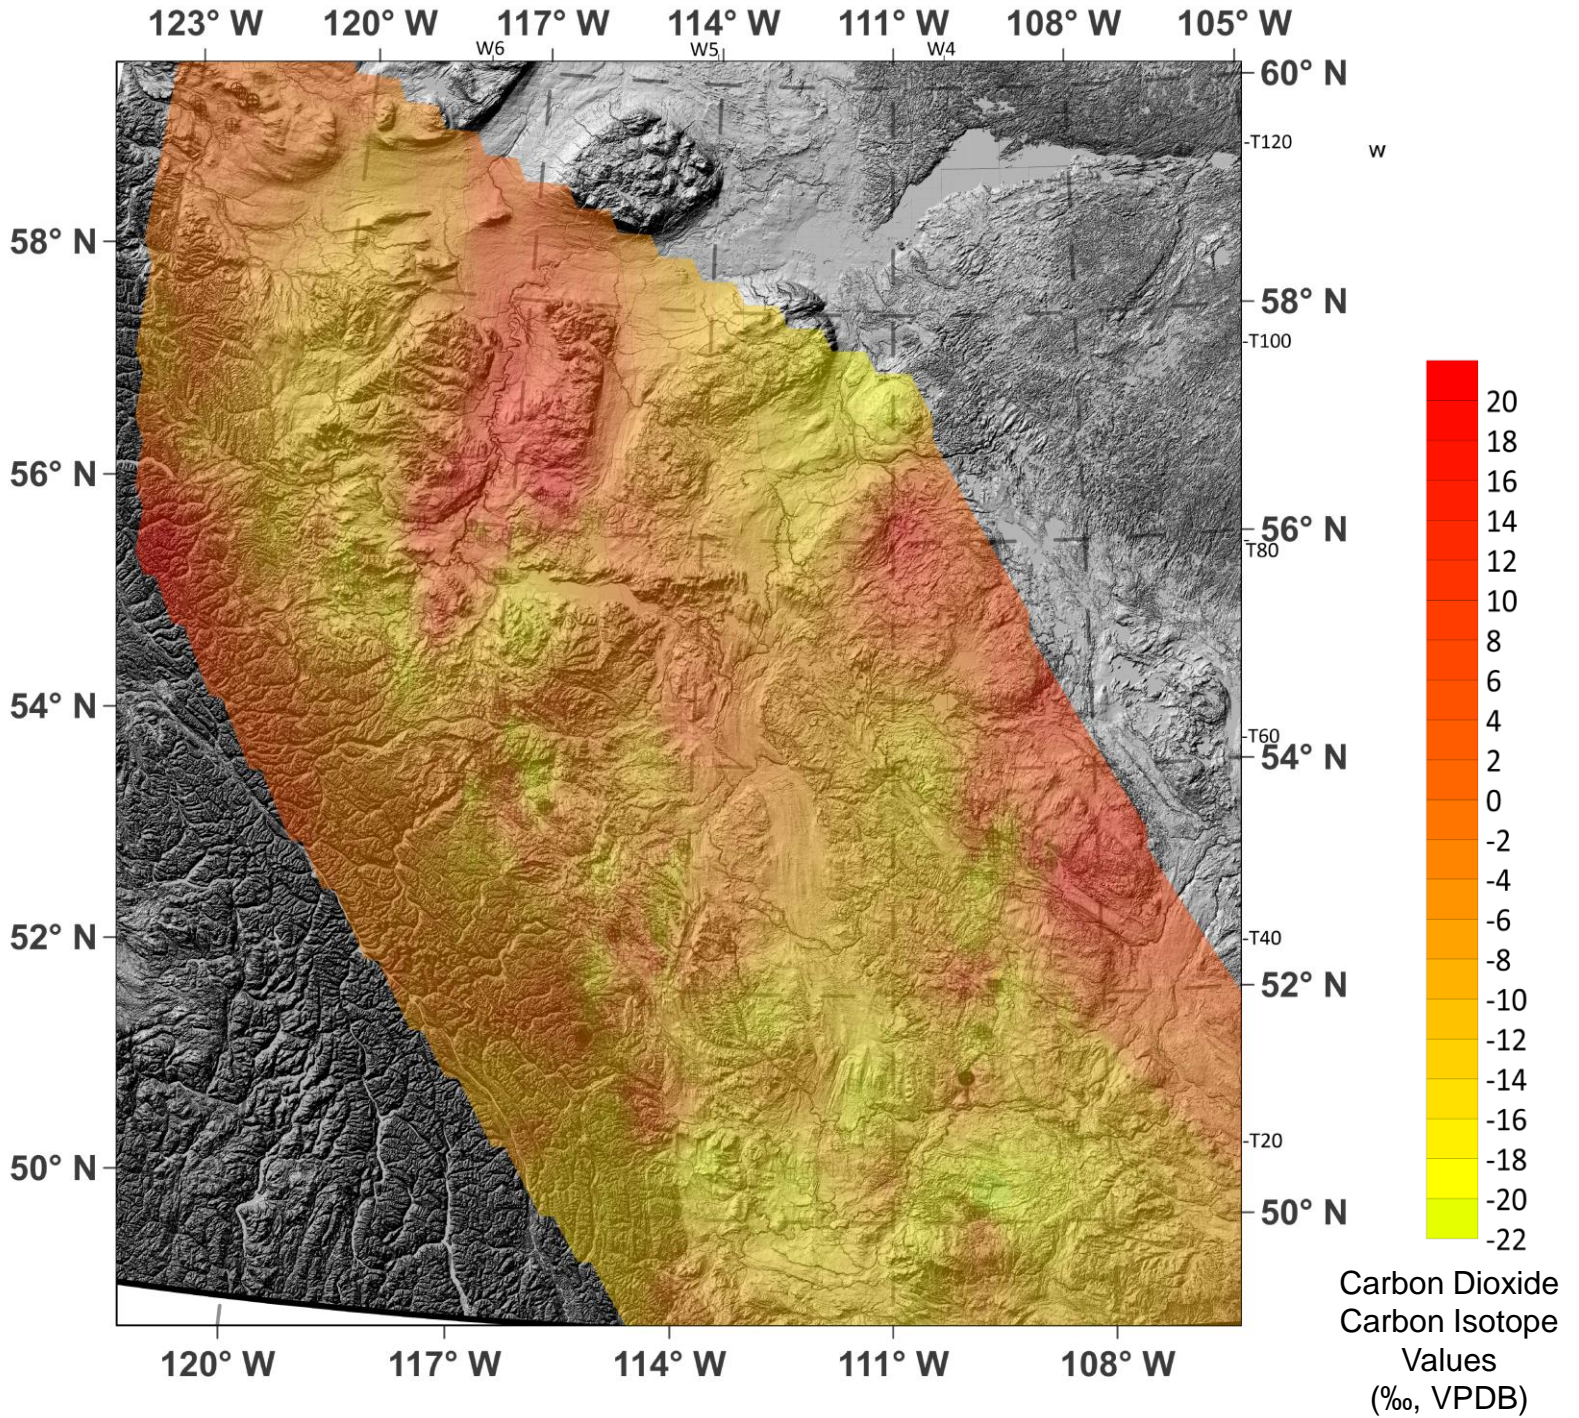 123° W 120° W 117° W 114° W 111° W 108° W 105° W
W6 W5 W4
60° N
-T120
w
58° N
58° N
-T100
20
18
56° N
16
14
56° N
-T80
12
10
8
54° N
6
4
-T60
54° N
2
0
-2
-4
52° N
-6
-T40
-8
52° N
-10
-12
-14
-16
50° N
-T20
-18
-20
50° N
-22
Carbon Dioxide
Carbon Isotope
Values
(‰, VPDB)
120° W 117° W 114° W 111° W 108° W